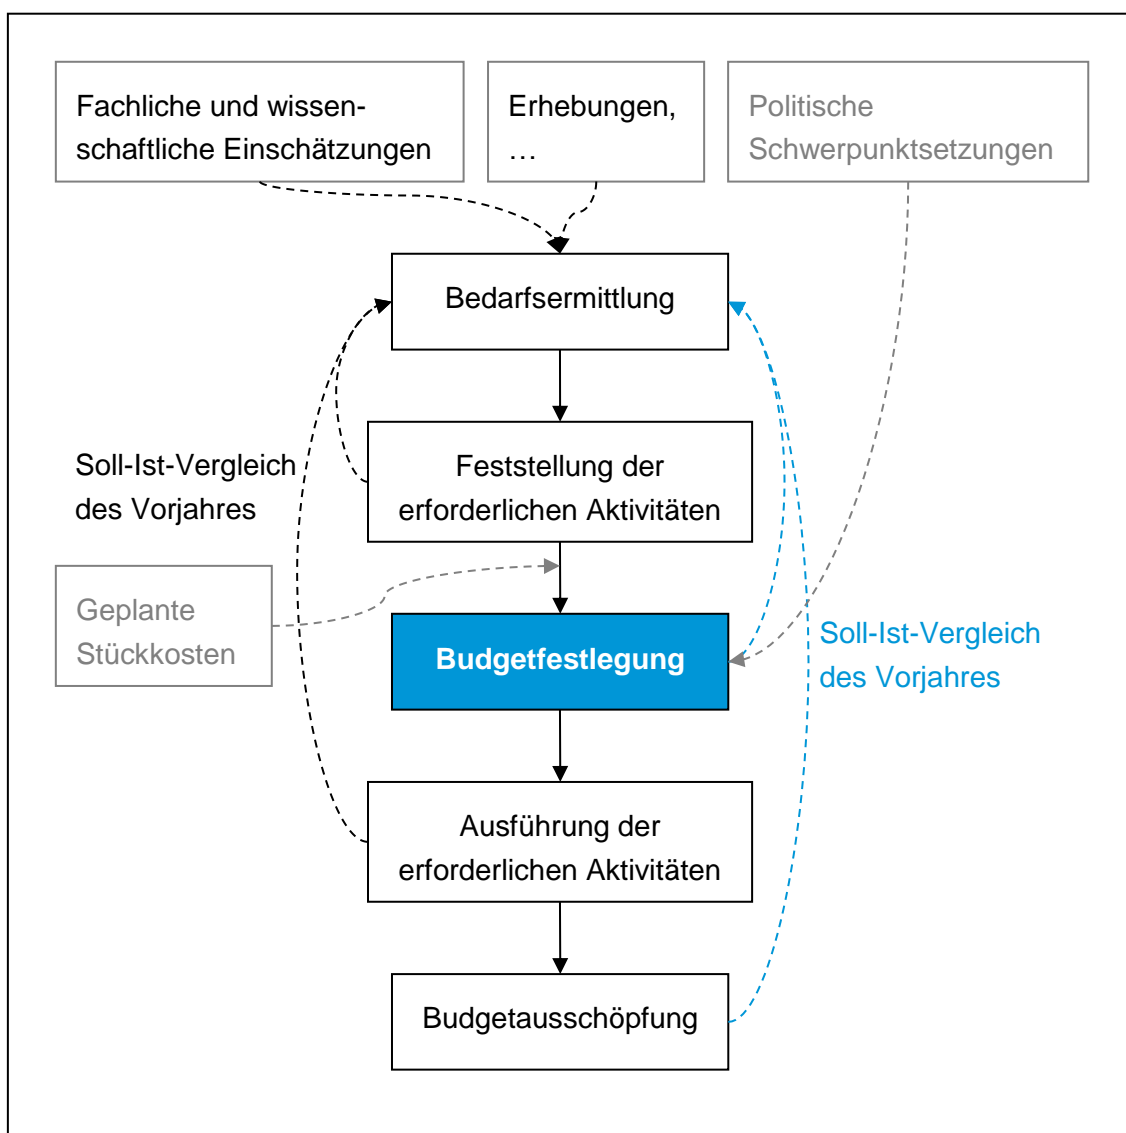 Fachliche und wissen-
schaftliche Einschätzungen
Erhebungen,
…
Politische
Schwerpunktsetzungen
Bedarfsermittlung
Soll-Ist-Vergleich
des Vorjahres
Feststellung der
erforderlichen Aktivitäten
Geplante
Stückkosten
Budgetfestlegung
Soll-Ist-Vergleich
des Vorjahres
Ausführung der
erforderlichen Aktivitäten
Budgetausschöpfung